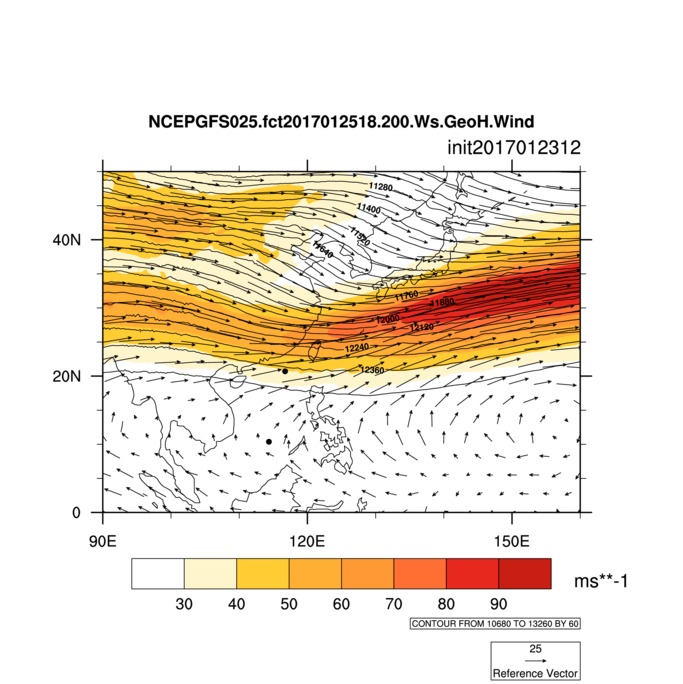 NCEPGFS025.fct2017012518.200.Ws.GeoH.Wind
init2017012312
11280
11400
11520
11640
40N
11760
11880
12000
12120
12240
12360
20N
0
90E 120E 150E
ms**-1
30 40 50 60 70 80 90
CONTOUR FROM 10680 TO 13260 BY 60
25
Reference Vector